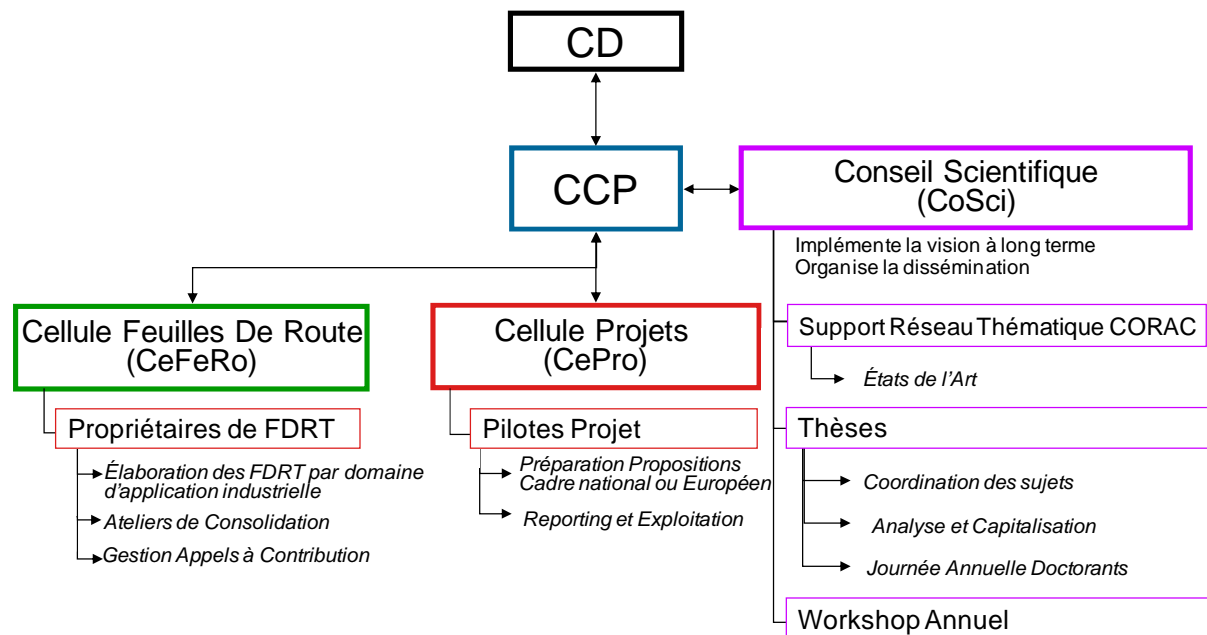 CD
CCP
Conseil Scientifique
(CoSci)
Implémente la vision à long terme
Organise la dissémination
Cellule Feuilles De Route
(CeFeRo)
Cellule Projets
(CePro)
Support Réseau Thématique CORAC
États de l'Art
Propriétaires de FDRT
Élaboration des FDRT par domaine
d'application industrielle
Ateliers de Consolidation
Gestion Appels à Contribution
Pilotes Projet
Préparation Propositions
Cadre national ou Européen
Reporting et Exploitation
Thèses
Coordination des sujets
Analyse et Capitalisation
Journée Annuelle Doctorants
Workshop Annuel